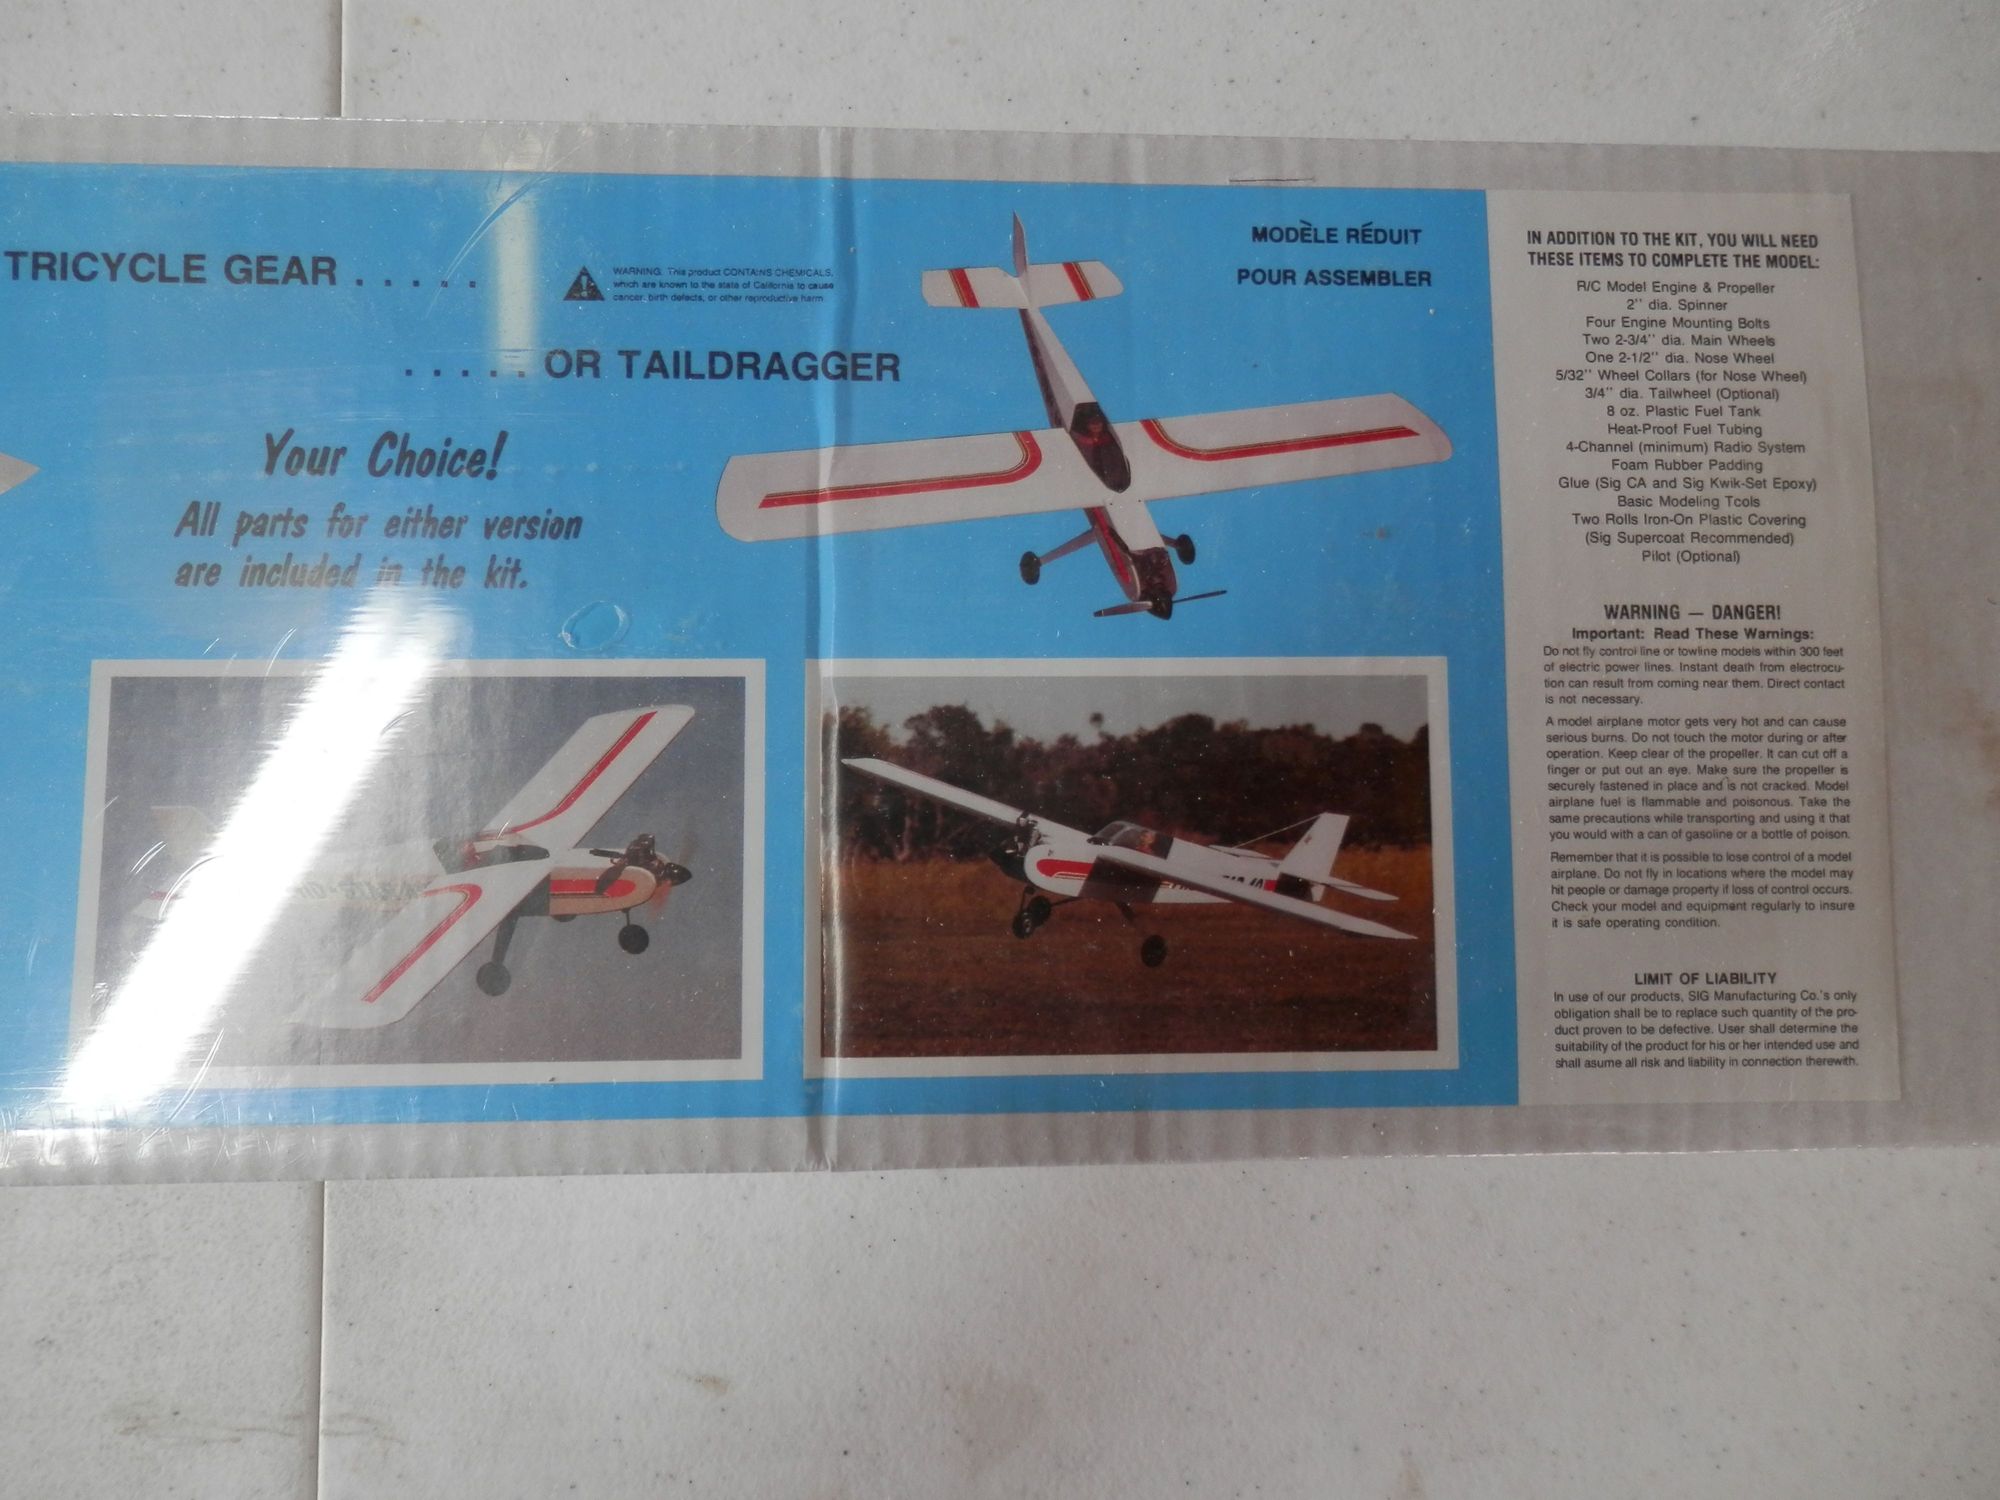 TRICYCLE GEAR . . . . .
WARNING: This product CONTAINS CHEMICALS,
which are known to the state of California to cause
cancer, birth defects, or other reproductive harm
. . . . . OR TAILDRAGGER
Your Choice!
All parts for either version
are included in the kit.
MODÈLE RÉDUIT
POUR ASSEMBLER
IN ADDITION TO THE KIT, YOU WILL NEED
THESE ITEMS TO COMPLETE THE MODEL:
R/C Model Engine & Propeller
2" dia. Spinner
Four Engine Mounting Bolts
Two 2-3/4" dia. Main Wheels
One 2-1/2" dia. Nose Wheel
5/32" Wheel Collars (for Nose Wheel)
3/4" dia. Tailwheel (Optional)
8 oz. Plastic Fuel Tank
Heat-Proof Fuel Tubing
4-Channel (minimum) Radio System
Foam Rubber Padding
Glue (Sig CA and Sig Kwik-Set Epoxy)
Basic Modeling Tools
Two Rolls Iron-On Plastic Covering
(Sig Supercoat Recommended)
Pilot (Optional)
WARNING — DANGER!
Important: Read These Warnings:
Do not fly control line or towline models within 300 feet
of electric power lines. Instant death from electrocu-
tion can result from coming near them. Direct contact
is not necessary.
A model airplane motor gets very hot and can cause
serious burns. Do not touch the motor during or after
operation. Keep clear of the propeller. It can cut off a
finger or put out an eye. Make sure the propeller is
securely fastened in place and is not cracked. Model
airplane fuel is flammable and poisonous. Take the
same precautions while transporting and using it that
you would with a can of gasoline or a bottle of poison.
Remember that it is possible to lose control of a model
airplane. Do not fly in locations where the model may
hit people or damage property if loss of control occurs.
Check your model and equipment regularly to insure
it is safe operating condition.
LIMIT OF LIABILITY
In use of our products, SIG Manufacturing Co.'s only
obligation shall be to replace such quantity of the pro-
duct proven to be defective. User shall determine the
suitability of the product for his or her intended use and
shall asume all risk and liability in connection therewith.